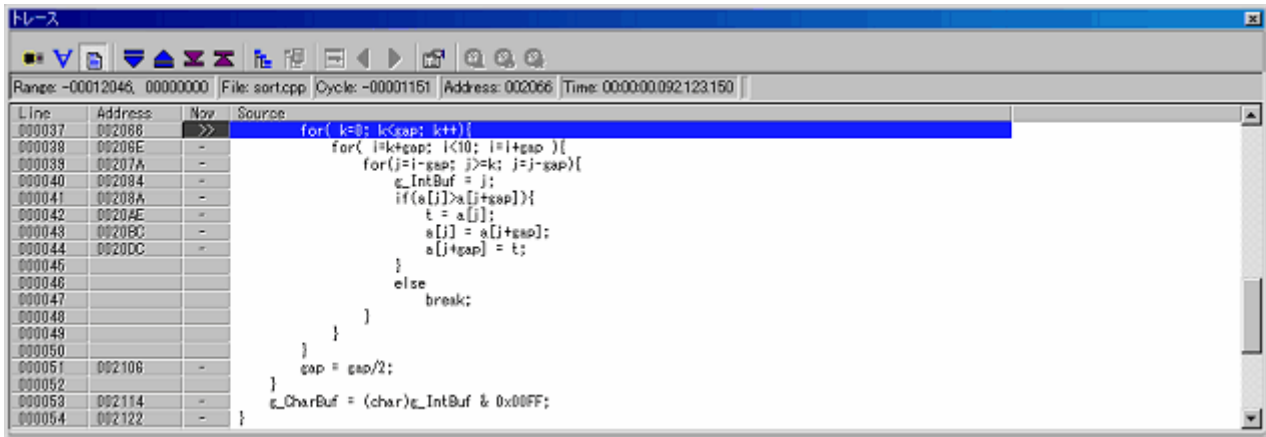 トレース
Range: -00012046, 00000000 File: sort.cpp Cycle: -00001151 Address: 002066 Time: 00:00:00.092.123.150
Line Address Now Source
000037 002066 >> for( k=0; k<gap; k++){
000038 00206E - for( i=k+gap; i<10; i=i+gap ){
000039 00207A - for(j=i-gap; j>=k; j=j-gap){
000040 002084 - g_IntBuf = j;
000041 00208A - if(a[j]>a[j+gap]){
000042 0020AE - t = a[j];
000043 0020BC - a[j] = a[j+gap];
000044 0020DC - a[j+gap] = t;
000045 }
000046 else
000047 break;
000048 }
000049 }
000050 }
000051 002106 - gap = gap/2;
000052 }
000053 002114 - g_CharBuf = (char)g_IntBuf & 0x00FF;
000054 002122 - }